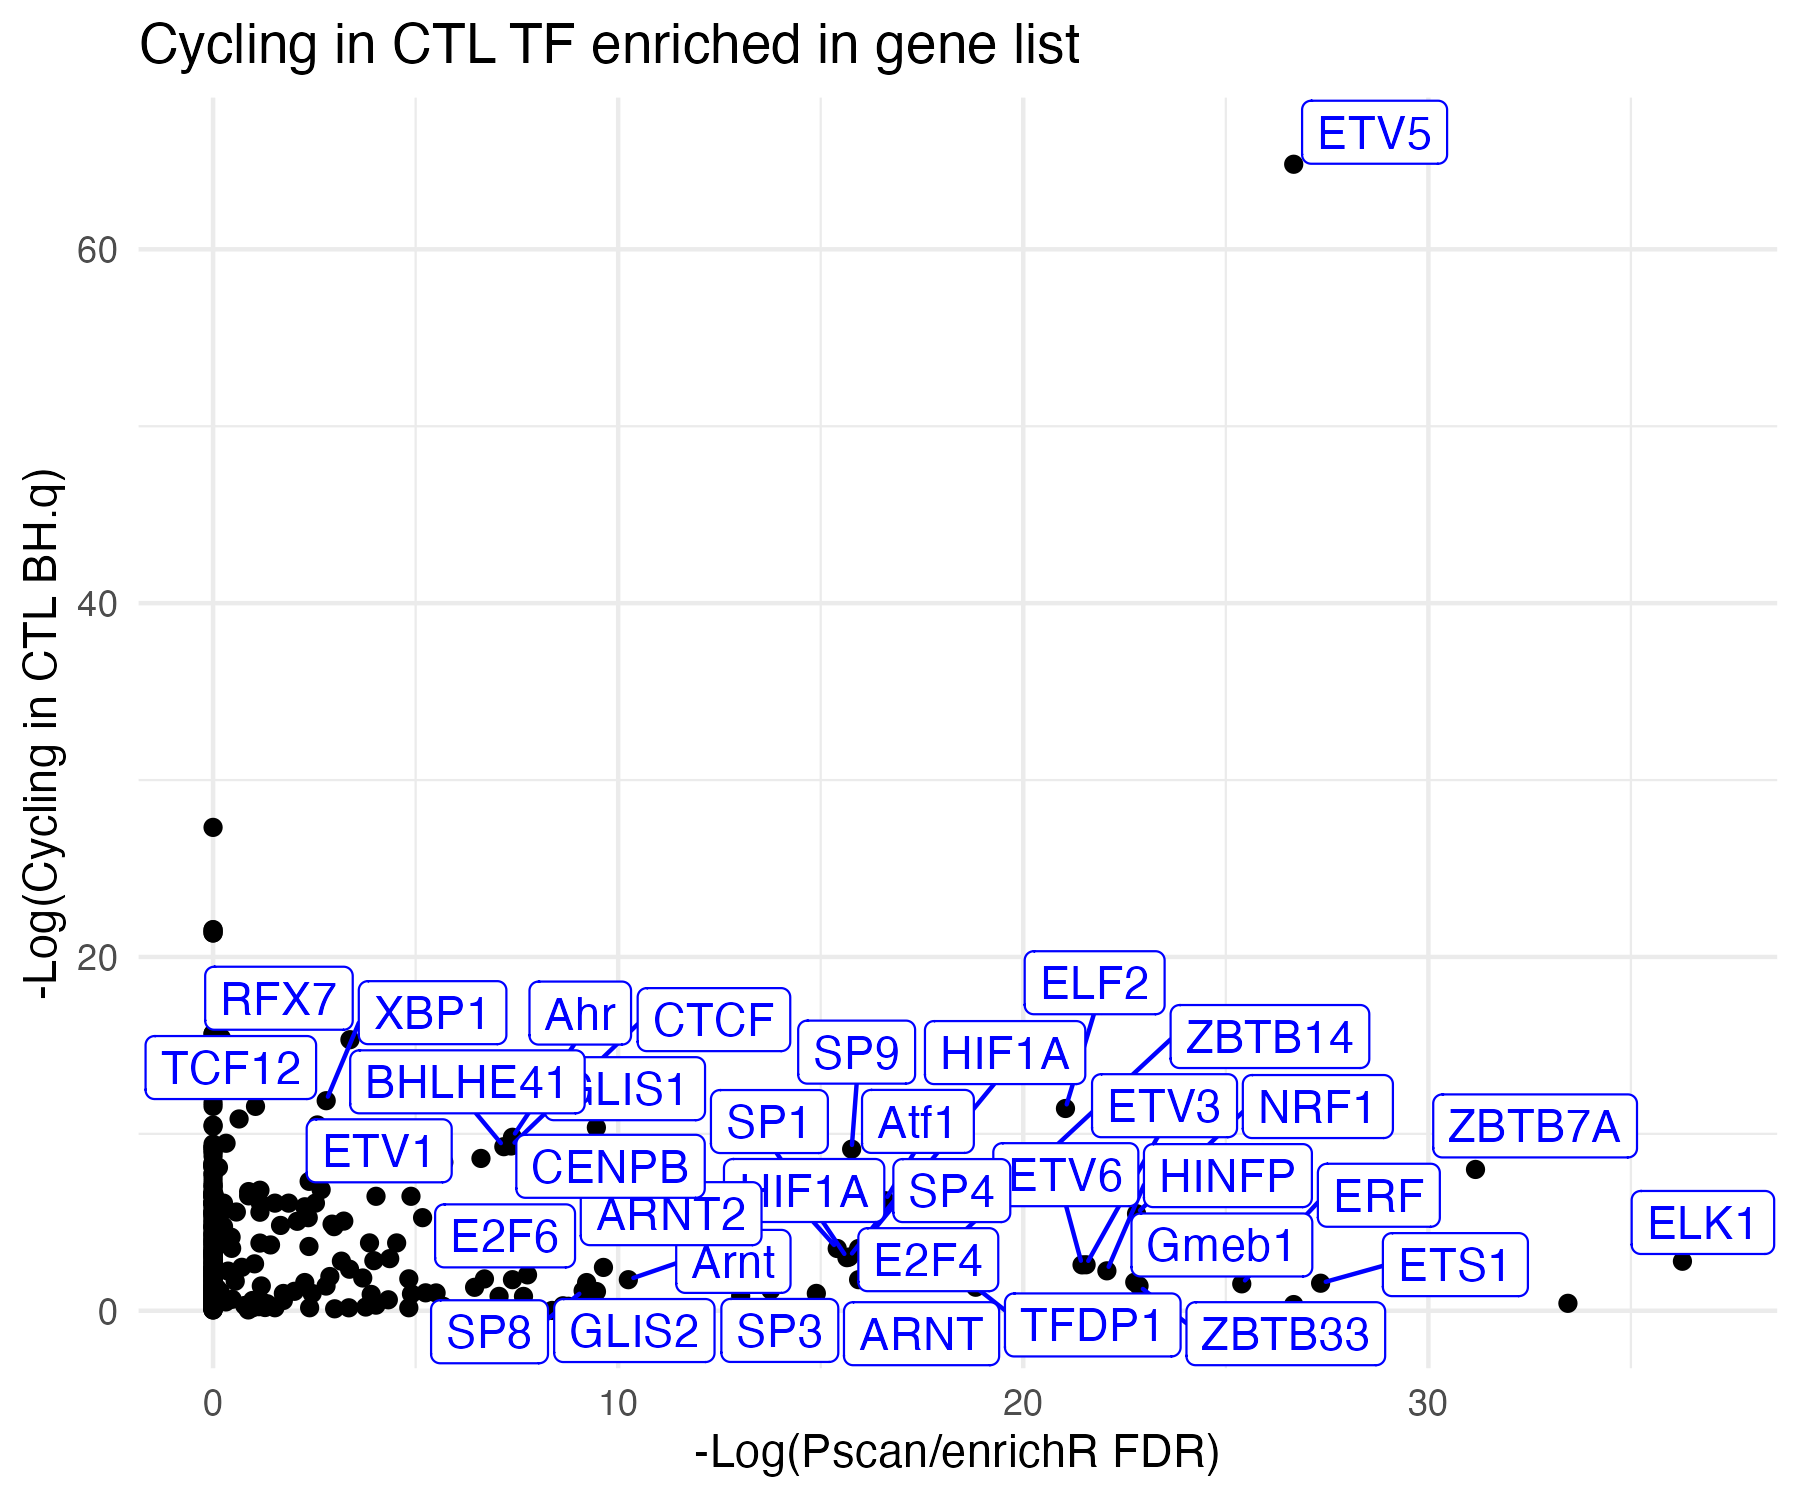 Cycling in CTL TF enriched in gene list
ETV5
60
40
20
0
-Log(Cycling in CTL BH.q)
ELF2
RFX7
XBP1
Ahr
CTCF
ZBTB14
SP9
HIF1A
TCF12
BHLHE41
GLIS1
ETV3
NRF1
SP1
Atf1
ZBTB7A
ETV1
CENPB
ETV6
HINFP
HIF1A
SP4
ERF
ARNT2
ELK1
E2F6
Gmeb1
Arnt
E2F4
ETS1
SP8
GLIS2
SP3
ARNT
TFDP1
ZBTB33
0
10
20
30
-Log(Pscan/enrichR FDR)